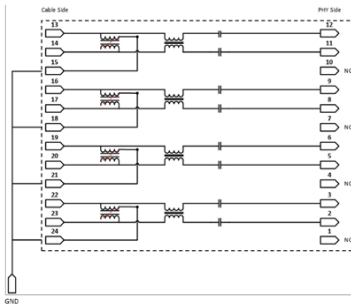 Cable Side PHY Side
13 12
14 11
15 10 NC
16 9
17 8
18 7 NC
19 6
20 5
21 4 NC
22 3
23 2
24 1 NC
GND